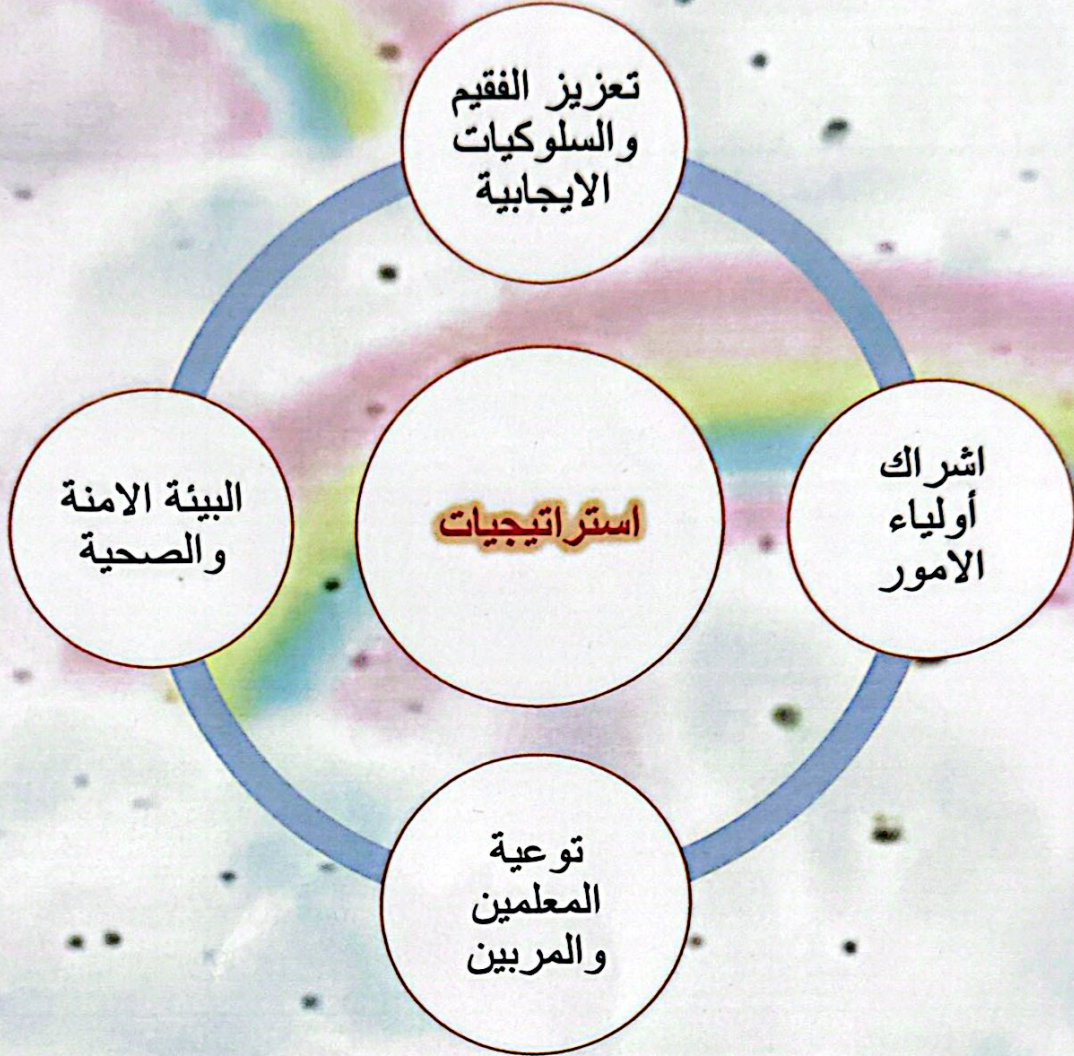 تعزيز الفقيم
والسلوكيات
الايجابية
اشراك
أولياء
الامور
استراتيجيات
البيئة الامنة
والصحية
توعية
المعلمين
والمربين